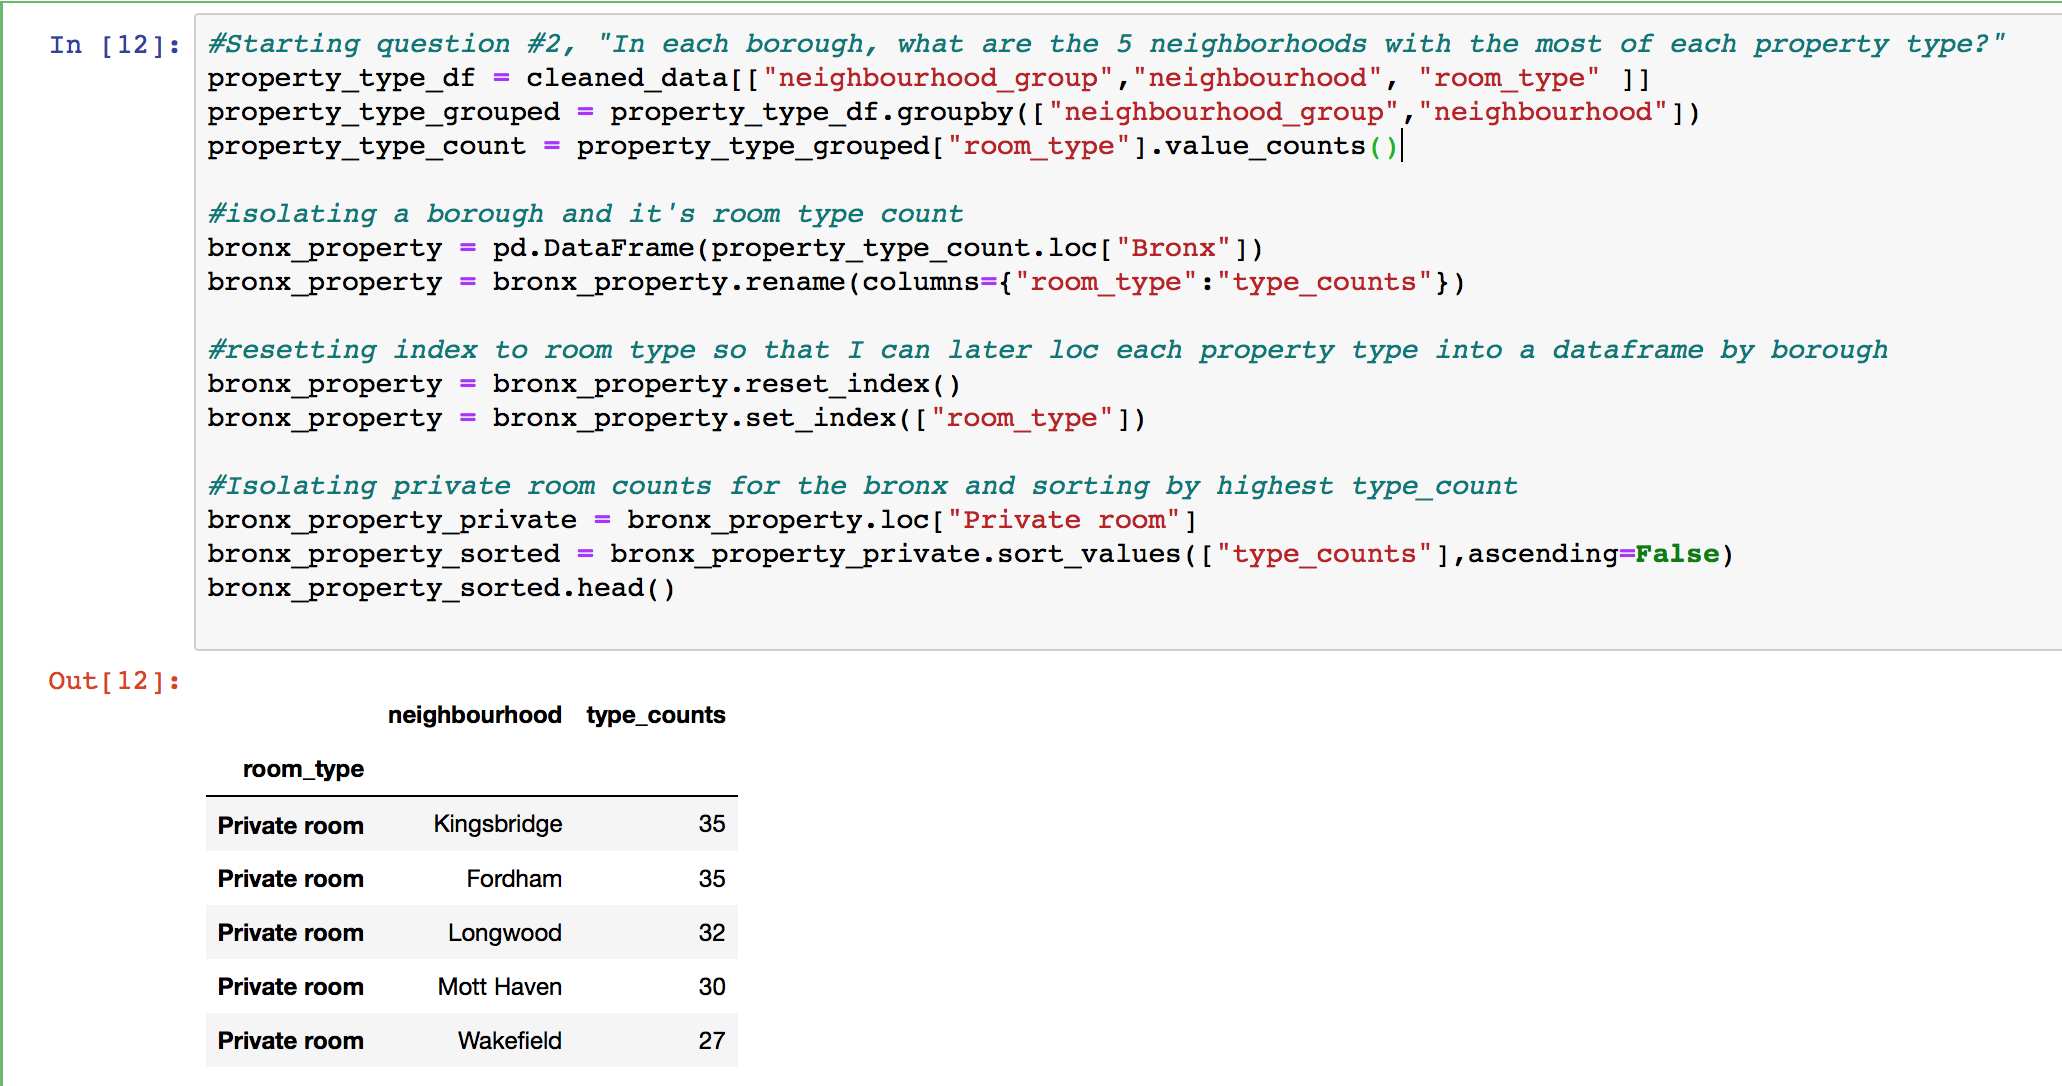 In [12]:
#Starting question #2, "In each borough, what are the 5 neighborhoods with the most of each property type?"
property_type_df = cleaned_data[["neighbourhood_group","neighbourhood", "room_type" ]]
property_type_grouped = property_type_df.groupby(["neighbourhood_group","neighbourhood"])
property_type_count = property_type_grouped["room_type"].value_counts()
#isolating a borough and it's room type count
bronx_property = pd.DataFrame(property_type_count.loc["Bronx"])
bronx_property = bronx_property.rename(columns={"room_type":"type_counts"})
#resetting index to room type so that I can later loc each property type into a dataframe by borough
bronx_property = bronx_property.reset_index()
bronx_property = bronx_property.set_index(["room_type"])
#Isolating private room counts for the bronx and sorting by highest type_count
bronx_property_private = bronx_property.loc["Private room"]
bronx_property_sorted = bronx_property_private.sort_values(["type_counts"],ascending=False)
bronx_property_sorted.head()
Out[12]:
neighbourhood type_counts
room_type
Private room Kingsbridge 35
Private room Fordham 35
Private room Longwood 32
Private room Mott Haven 30
Private room Wakefield 27